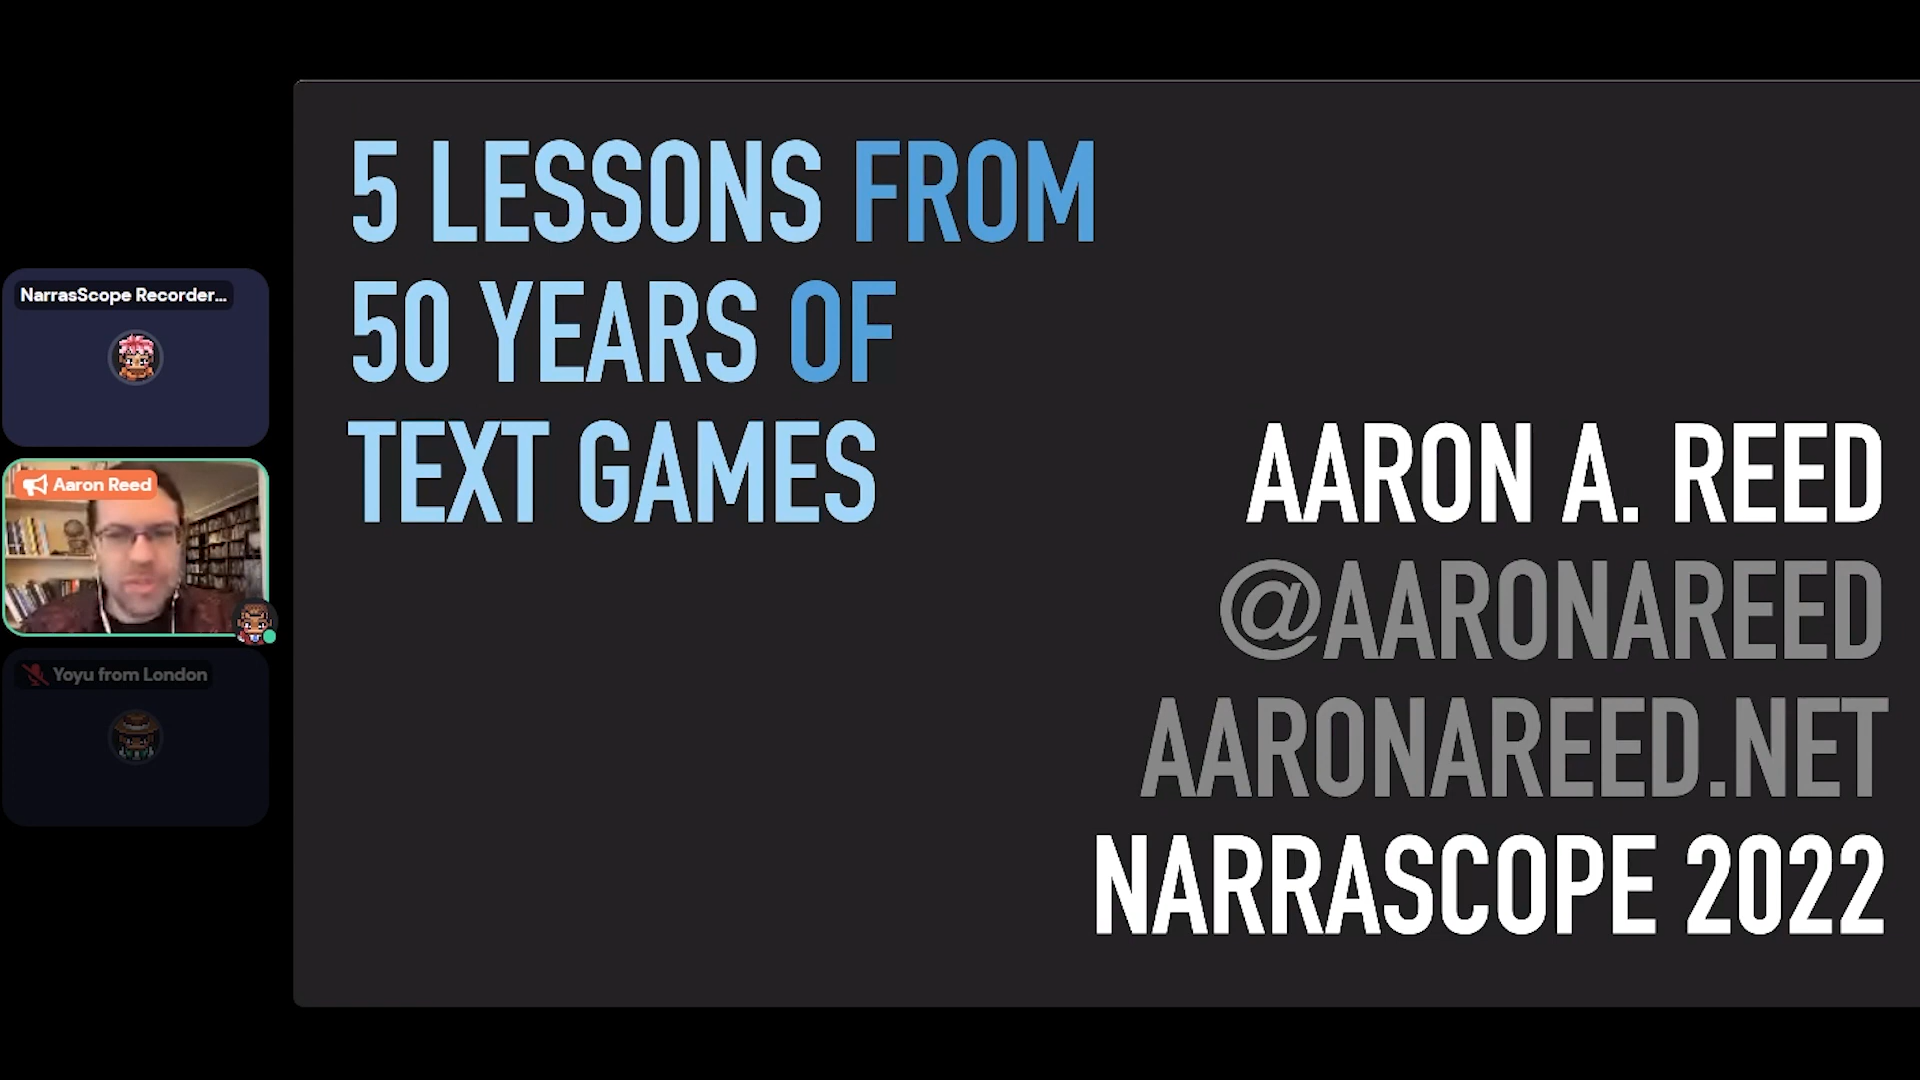 5 LESSONS FROM
50 YEARS OF
TEXT GAMES
AARON A. REED
@AARONAREED
AARONAREED.NET
NARRASCOPE 2022
NarrasScope Recorder...
Aaron Reed
Yoyu from London